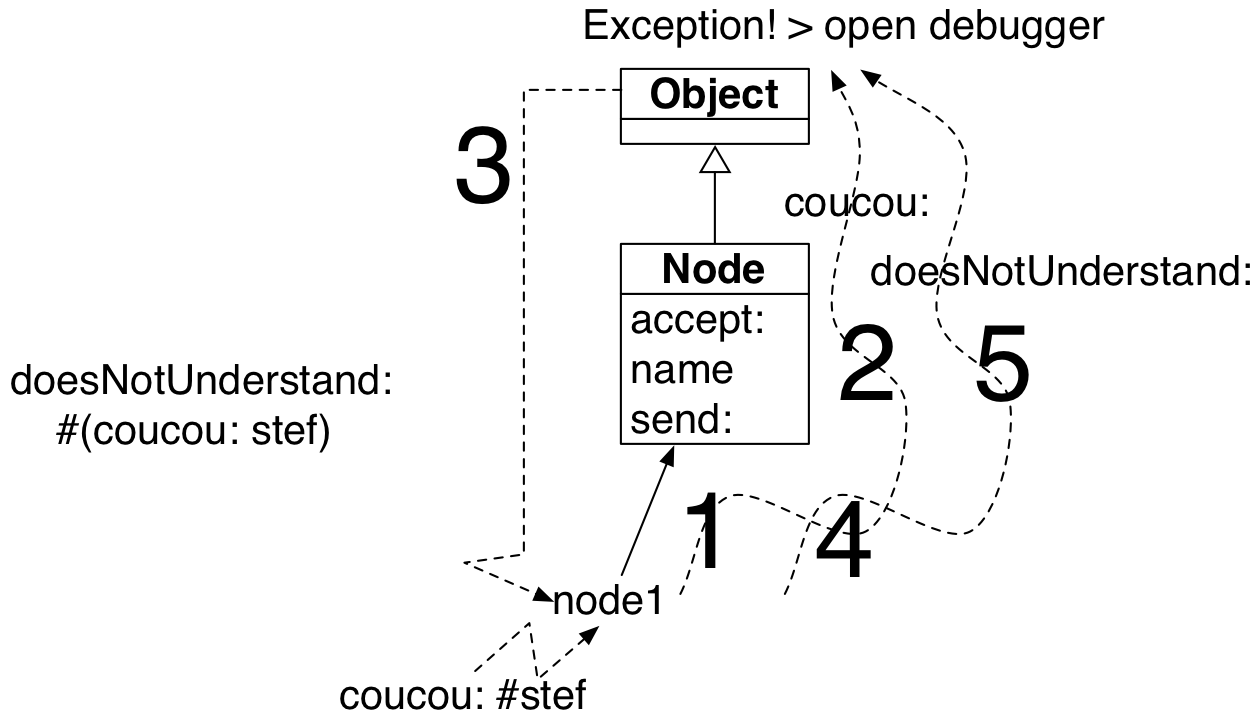 Exception! > open debugger
Object
3
coucou:
Node
doesNotUnderstand:
accept:
name
send:
2
5
doesNotUnderstand:
#(coucou: stef)
1
4
node1
coucou: #stef